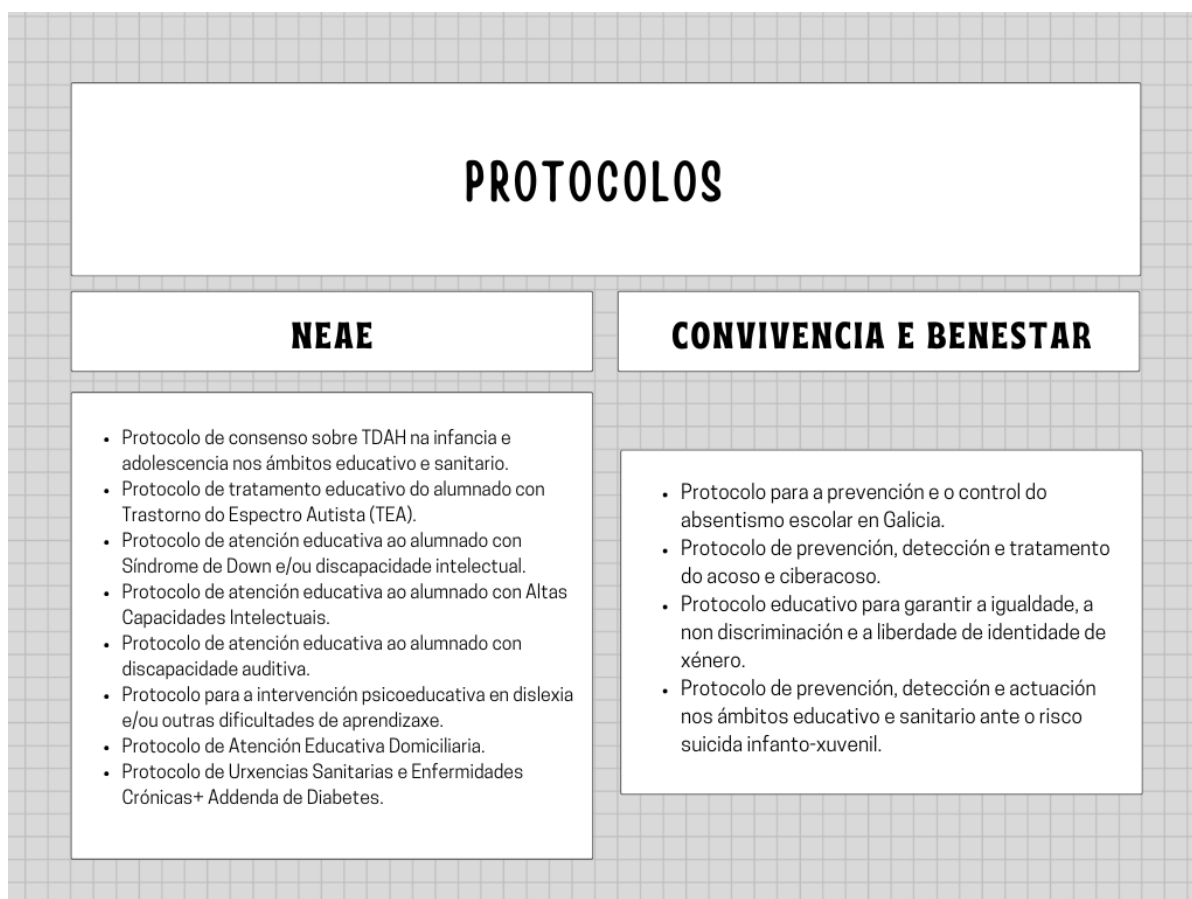 PROTOCOLOS
NEAE
• Protocolo de consenso sobre TDAH na infancia e
adolescencia nos ámbitos educativo e sanitario.
• Protocolo de tratamento educativo do alumnado con
Trastorno do Espectro Autista (TEA).
• Protocolo de atención educativa ao alumnado con
Síndrome de Down e/ou discapacidade intelectual.
• Protocolo de atención educativa ao alumnado con Altas
Capacidades Intelectuais.
• Protocolo de atención educativa ao alumnado con
discapacidade auditiva.
• Protocolo para a intervención psicoeducativa en dislexia
e/ou outras dificultades de aprendizaxe.
• Protocolo de Atención Educativa Domiciliaria.
• Protocolo de Urxencias Sanitarias e Enfermidades
Crónicas+ Addenda de Diabetes.
CONVIVENCIA E BENESTAR
• Protocolo para a prevención e o control do
absentismo escolar en Galicia.
• Protocolo de prevención, detección e tratamento
do acoso e ciberacoso.
• Protocolo educativo para garantir a igualdade, a
non discriminación e a liberdade de identidade de
xénero.
• Protocolo de prevención, detección e actuación
nos ámbitos educativo e sanitario ante o risco
suicida infanto-xuvenil.